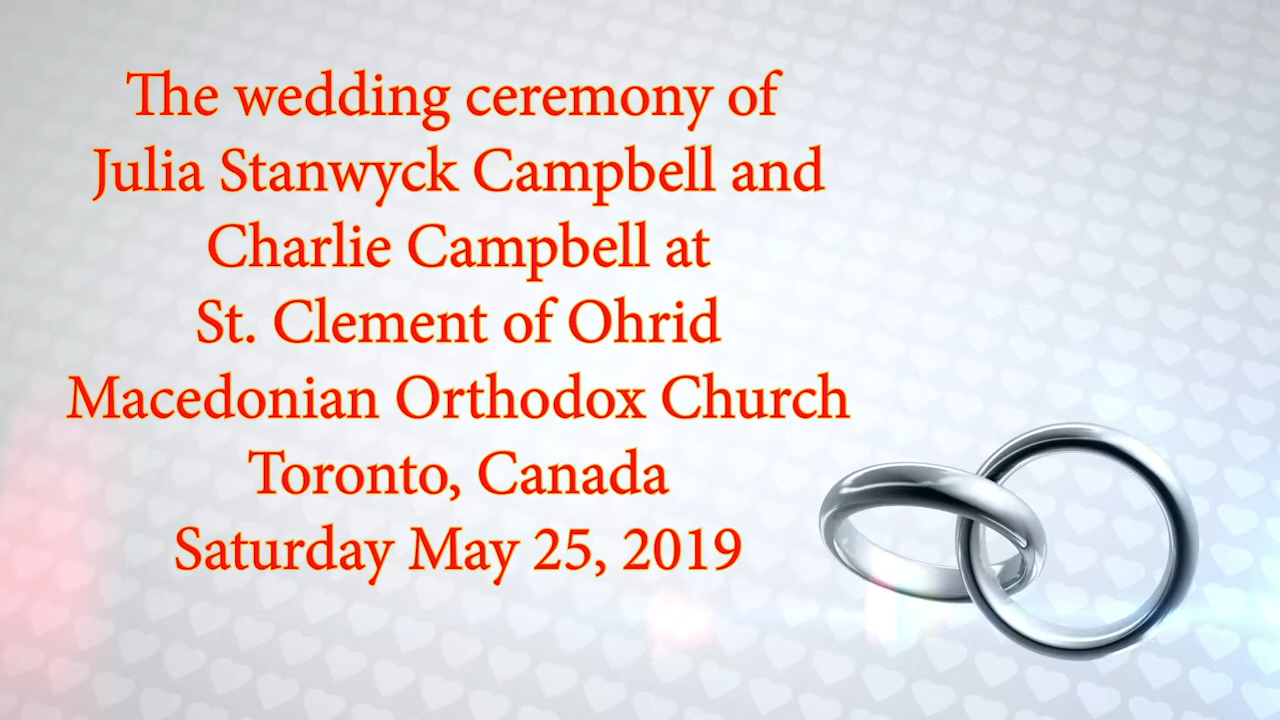 The wedding ceremony of
Julia Stanwyck Campbell and
Charlie Campbell at
St. Clement of Ohrid
Macedonian Orthodox Church
Toronto, Canada
Saturday May 25, 2019